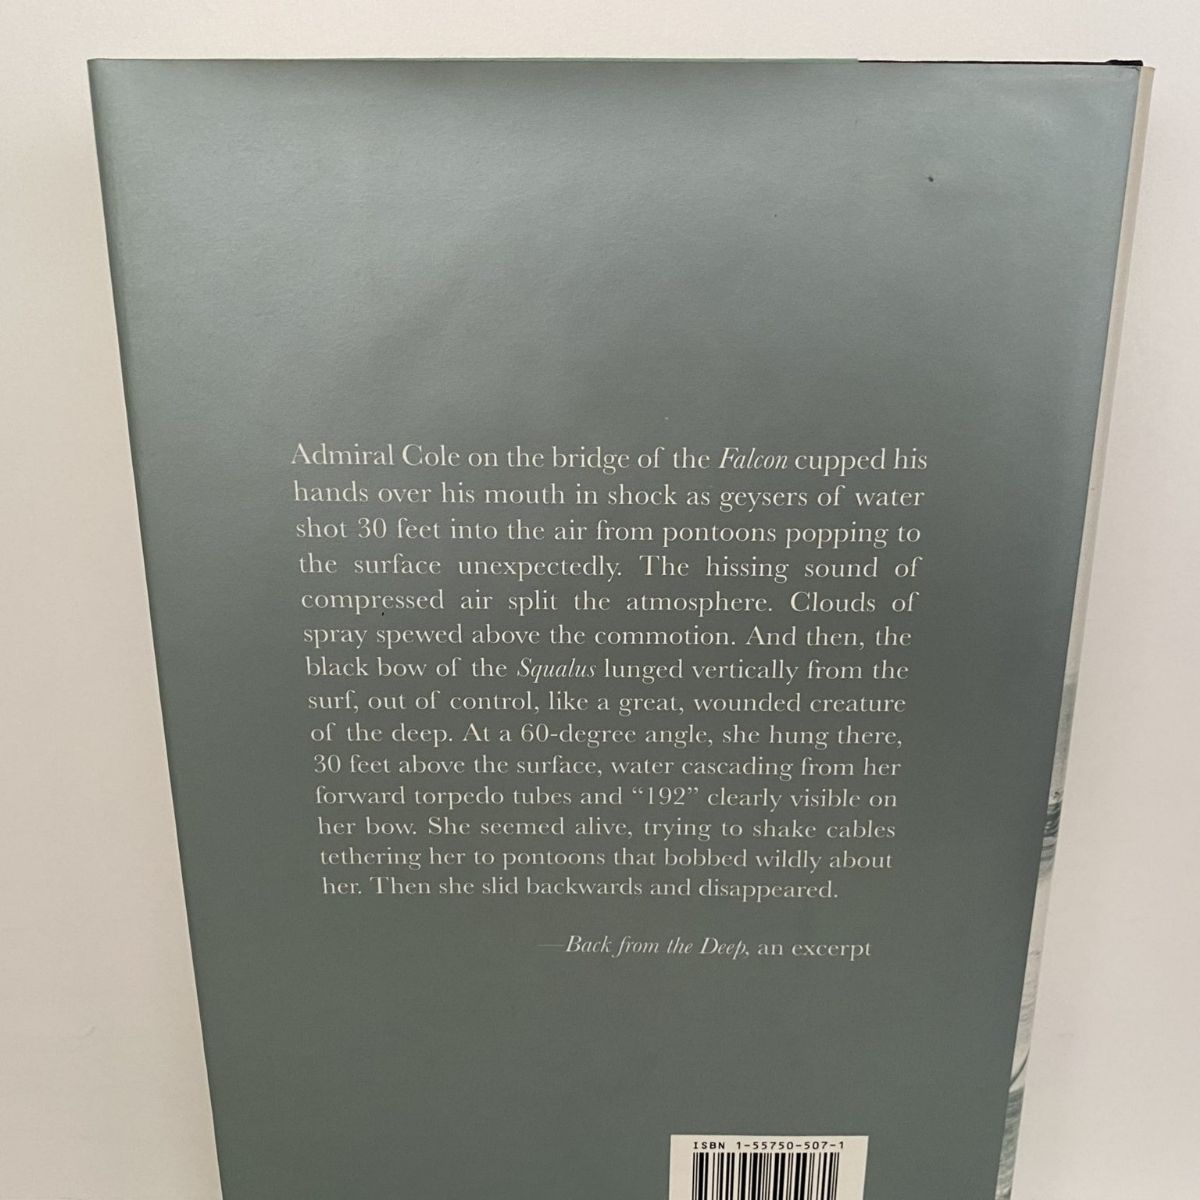 Admiral Cole on the bridge of the Falcon cupped his
hands over his mouth in shock as geysers of water
shot 30 feet into the air from pontoons popping to
the surface unexpectedly. The hissing sound of
compressed air split the atmosphere. Clouds of
spray spewed above the commotion. And then, the
black bow of the Squalus lunged vertically from the
surf, out of control, like a great, wounded creature
of the deep. At a 60-degree angle, she hung there,
30 feet above the surface, water cascading from her
forward torpedo tubes and “192” clearly visible on
her bow. She seemed alive, trying to shake cables
tethering her to pontoons that bobbed wildly about
her. Then she slid backwards and disappeared.
—Back from the Deep, an excerpt
ISBN 1-55750-507-1